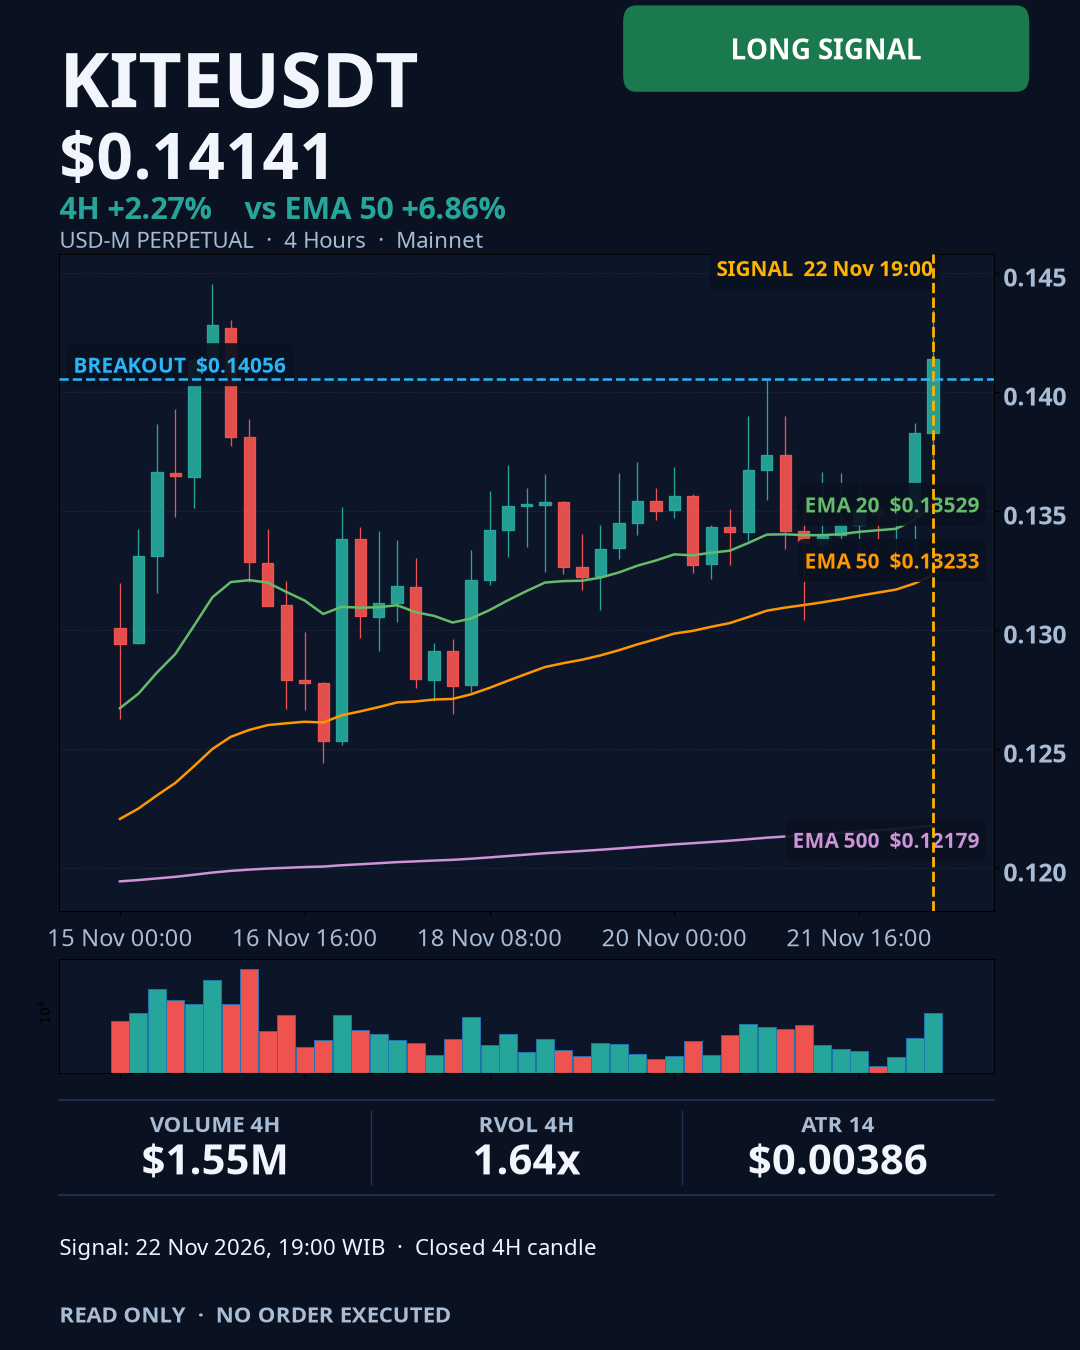 LONG SIGNAL
KITEUSDT
$0.14141
4H +2.27% vs EMA 50 +6.86%
USD-M PERPETUAL · 4 Hours · Mainnet
SIGNAL 22 Nov 19:00
0.145
BREAKOUT $0.14056
0.140
EMA 20 $0.13529
0.135
EMA 50 $0.13233
0.130
0.125
EMA 500 $0.12179
0.120
15 Nov 00:00 16 Nov 16:00 18 Nov 08:00 20 Nov 00:00 21 Nov 16:00
10⁶
VOLUME 4H RVOL 4H ATR 14
$1.55M 1.64x $0.00386
Signal: 22 Nov 2026, 19:00 WIB · Closed 4H candle
READ ONLY · NO ORDER EXECUTED